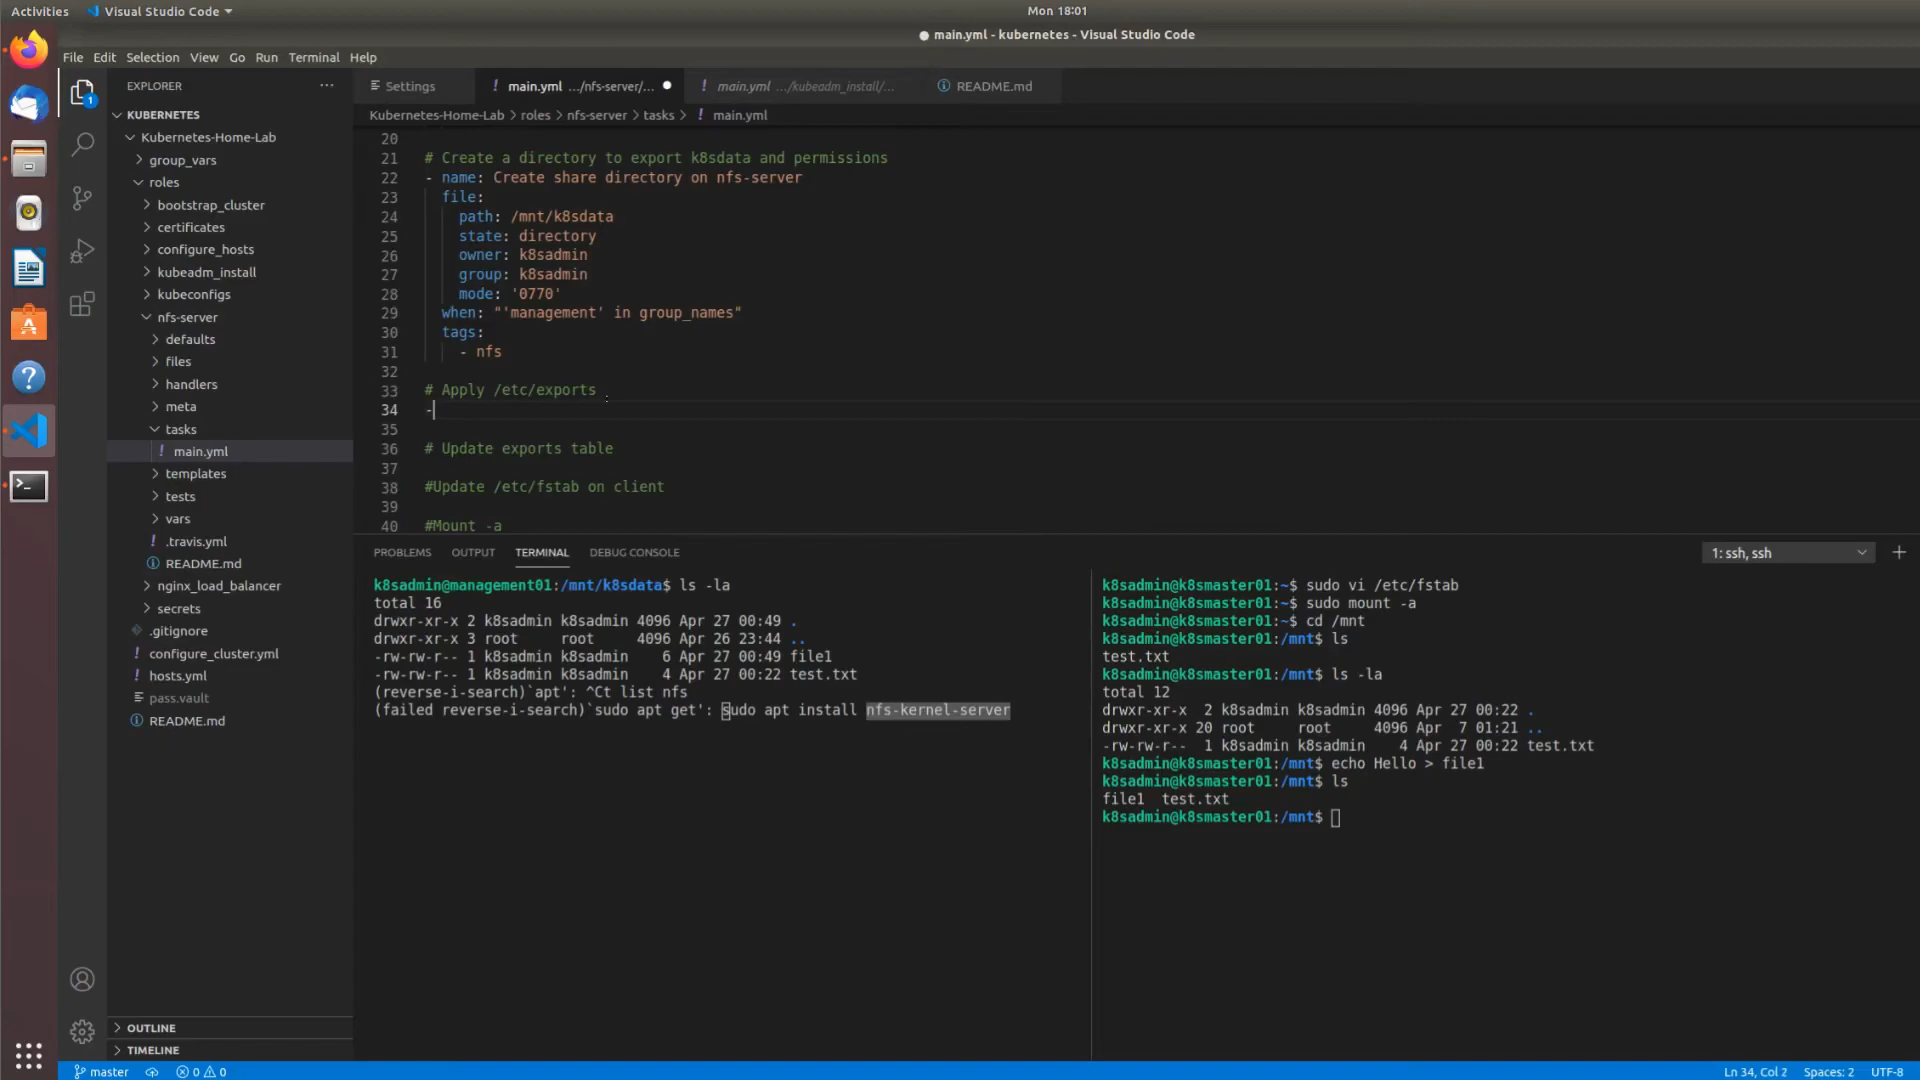 Activities
Visual Studio Code
Mon 18:01
main.yml - kubernetes - Visual Studio Code
File Edit Selection View Go Run Terminal Help
EXPLORER
KUBERNETES
Kubernetes-Home-Lab
group_vars
roles
bootstrap_cluster
certificates
configure_hosts
kubeadm_install
kubeconfigs
nfs-server
defaults
files
handlers
meta
tasks
main.yml
templates
tests
vars
.travis.yml
README.md
nginx_load_balancer
secrets
.gitignore
configure_cluster.yml
hosts.yml
pass.vault
README.md
OUTLINE
TIMELINE
1
Settings
main.yml .../nfs-server/...
main.yml .../kubeadm_install/...
README.md
Kubernetes-Home-Lab > roles > nfs-server > tasks > ! main.yml
20
21 # Create a directory to export k8sdata and permissions
22 - name: Create share directory on nfs-server
23 file:
24 path: /mnt/k8sdata
25 state: directory
26 owner: k8sadmin
27 group: k8sadmin
28 mode: '0770'
29 when: "'management' in group_names"
30 tags:
31 - nfs
32
33 # Apply /etc/exports
34 -
35
36 # Update exports table
37
38 #Update /etc/fstab on client
39
40 #Mount -a
PROBLEMS OUTPUT TERMINAL DEBUG CONSOLE
1: ssh, ssh
k8sadmin@management01:/mnt/k8sdata$ ls -la
total 16
drwxr-xr-x 2 k8sadmin k8sadmin 4096 Apr 27 00:49 .
drwxr-xr-x 3 root root 4096 Apr 26 23:44 ..
-rw-rw-r-- 1 k8sadmin k8sadmin 6 Apr 27 00:49 file1
-rw-rw-r-- 1 k8sadmin k8sadmin 4 Apr 27 00:22 test.txt
(reverse-i-search)`apt': ^Ct list nfs
(failed reverse-i-search)`sudo apt get': sudo apt install nfs-kernel-server
k8sadmin@k8smaster01:~$ sudo vi /etc/fstab
k8sadmin@k8smaster01:~$ sudo mount -a
k8sadmin@k8smaster01:~$ cd /mnt
k8sadmin@k8smaster01:/mnt$ ls
test.txt
k8sadmin@k8smaster01:/mnt$ ls -la
total 12
drwxr-xr-x 2 k8sadmin k8sadmin 4096 Apr 27 00:22 .
drwxr-xr-x 20 root root 4096 Apr 7 01:21 ..
-rw-rw-r-- 1 k8sadmin k8sadmin 4 Apr 27 00:22 test.txt
k8sadmin@k8smaster01:/mnt$ echo Hello > file1
k8sadmin@k8smaster01:/mnt$ ls
file1 test.txt
k8sadmin@k8smaster01:/mnt$
master
0 0
Ln 34, Col 2 Spaces: 2 UTF-8